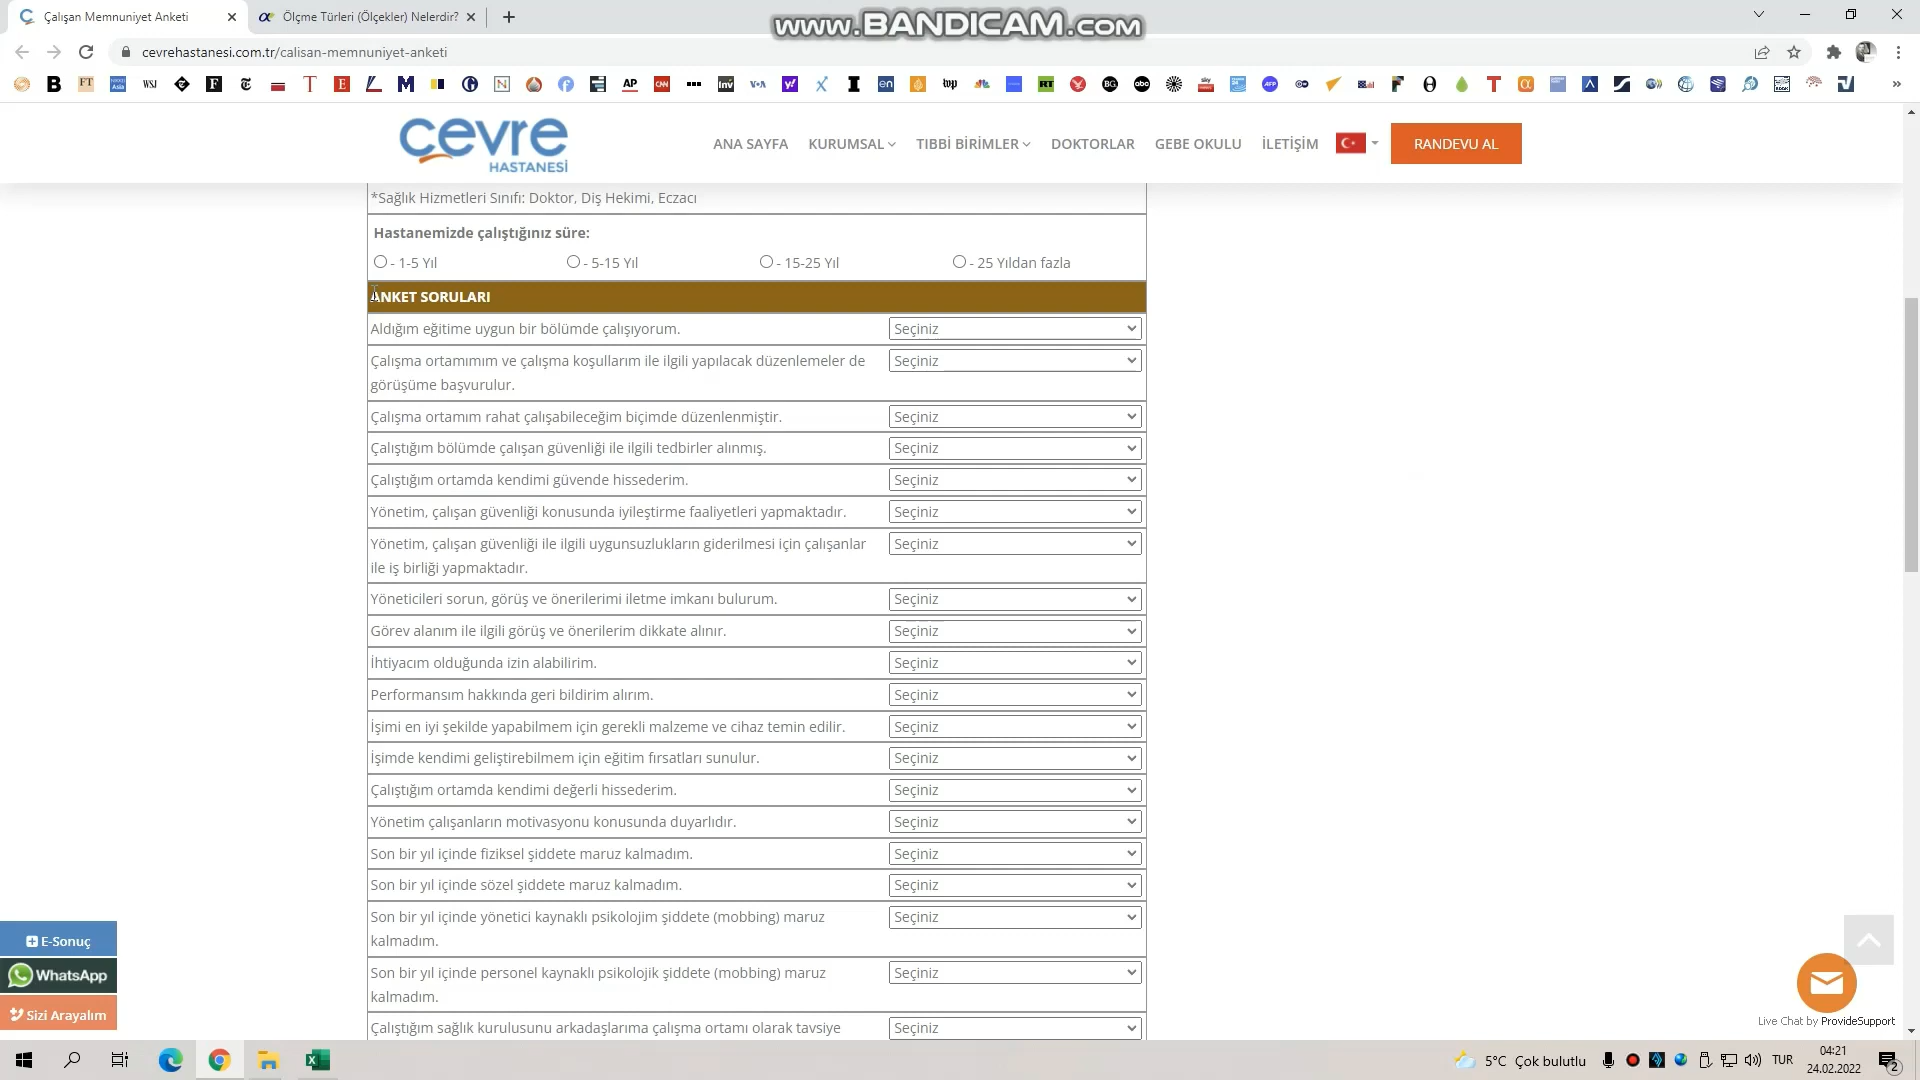 Çalışan Memnuniyet Anketi
Ölçme Türleri (Ölçekler) Nelerdir?
www.BANDICAM.com
cevrehastanesi.com.tr/calisan-memnuniyet-anketi
cevre
HASTANESİ
ANA SAYFA
KURUMSAL
TIBBİ BİRİMLER
DOKTORLAR
GEBE OKULU
İLETİŞİM
RANDEVU AL
*Sağlık Hizmetleri Sınıfı: Doktor, Diş Hekimi, Eczacı
Hastanemizde çalıştığınız süre:
- 1-5 Yıl
- 5-15 Yıl
- 15-25 Yıl
- 25 Yıldan fazla
ANKET SORULARI
Aldığım eğitime uygun bir bölümde çalışıyorum.
Seçiniz
Çalışma ortamımım ve çalışma koşullarım ile ilgili yapılacak düzenlemeler de
görüşüme başvurulur.
Seçiniz
Çalışma ortamım rahat çalışabileceğim biçimde düzenlenmiştir.
Seçiniz
Çalıştığım bölümde çalışan güvenliği ile ilgili tedbirler alınmış.
Seçiniz
Çalıştığım ortamda kendimi güvende hissederim.
Seçiniz
Yönetim, çalışan güvenliği konusunda iyileştirme faaliyetleri yapmaktadır.
Seçiniz
Yönetim, çalışan güvenliği ile ilgili uygunsuzlukların giderilmesi için çalışanlar
ile iş birliği yapmaktadır.
Seçiniz
Yöneticileri sorun, görüş ve önerilerimi iletme imkanı bulurum.
Seçiniz
Görev alanım ile ilgili görüş ve önerilerim dikkate alınır.
Seçiniz
İhtiyacım olduğunda izin alabilirim.
Seçiniz
Performansım hakkında geri bildirim alırım.
Seçiniz
İşimi en iyi şekilde yapabilmem için gerekli malzeme ve cihaz temin edilir.
Seçiniz
İşimde kendimi geliştirebilmem için eğitim fırsatları sunulur.
Seçiniz
Çalıştığım ortamda kendimi değerli hissederim.
Seçiniz
Yönetim çalışanların motivasyonu konusunda duyarlıdır.
Seçiniz
Son bir yıl içinde fiziksel şiddete maruz kalmadım.
Seçiniz
Son bir yıl içinde sözel şiddete maruz kalmadım.
Seçiniz
Son bir yıl içinde yönetici kaynaklı psikolojim şiddete (mobbing) maruz
kalmadım.
Seçiniz
Son bir yıl içinde personel kaynaklı psikolojik şiddete (mobbing) maruz
kalmadım.
Seçiniz
Çalıştığım sağlık kurulusunu arkadaşlarıma çalışma ortamı olarak tavsiye
Seçiniz
E-Sonuç
WhatsApp
Sizi Arayalım
Live Chat by ProvideSupport
5°C Çok bulutlu
TUR
04:21
24.02.2022
2